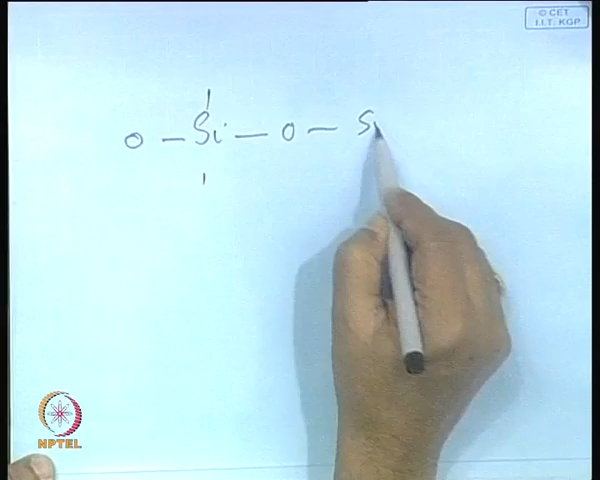 © CET
I.I.T. KGP
O – Si – O – S
NPTEL